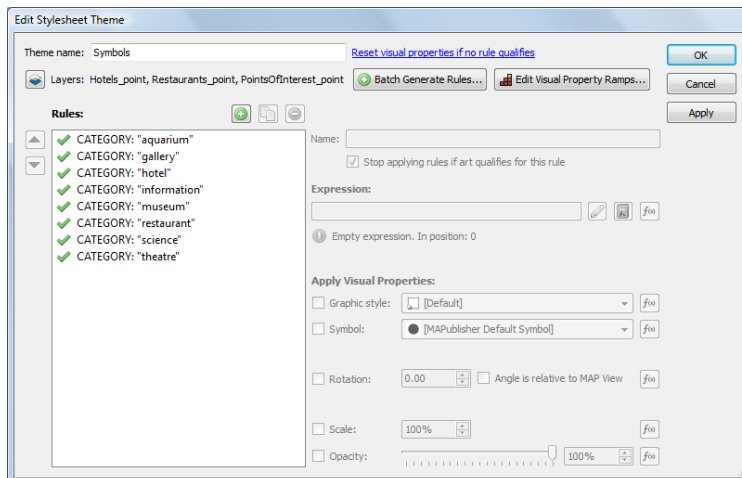 Edit Stylesheet Theme
Theme name: Symbols Reset visual properties if no rule qualifies OK
Layers: Hotels_point, Restaurants_point, PointsOfInterest_point Batch Generate Rules... Edit Visual Property Ramps... Cancel
Rules: Apply
CATEGORY: "aquarium"
CATEGORY: "gallery"
CATEGORY: "hotel"
CATEGORY: "information"
CATEGORY: "museum"
CATEGORY: "restaurant"
CATEGORY: "science"
CATEGORY: "theatre"
Name:
Stop applying rules if art qualifies for this rule
Expression:
f(x)
Empty expression. In position: 0
Apply Visual Properties:
Graphic style: [Default] f(x)
Symbol: [MAPublisher Default Symbol] f(x)
Rotation: 0.00 Angle is relative to MAP View f(x)
Scale: 100% f(x)
Opacity: 100% f(x)